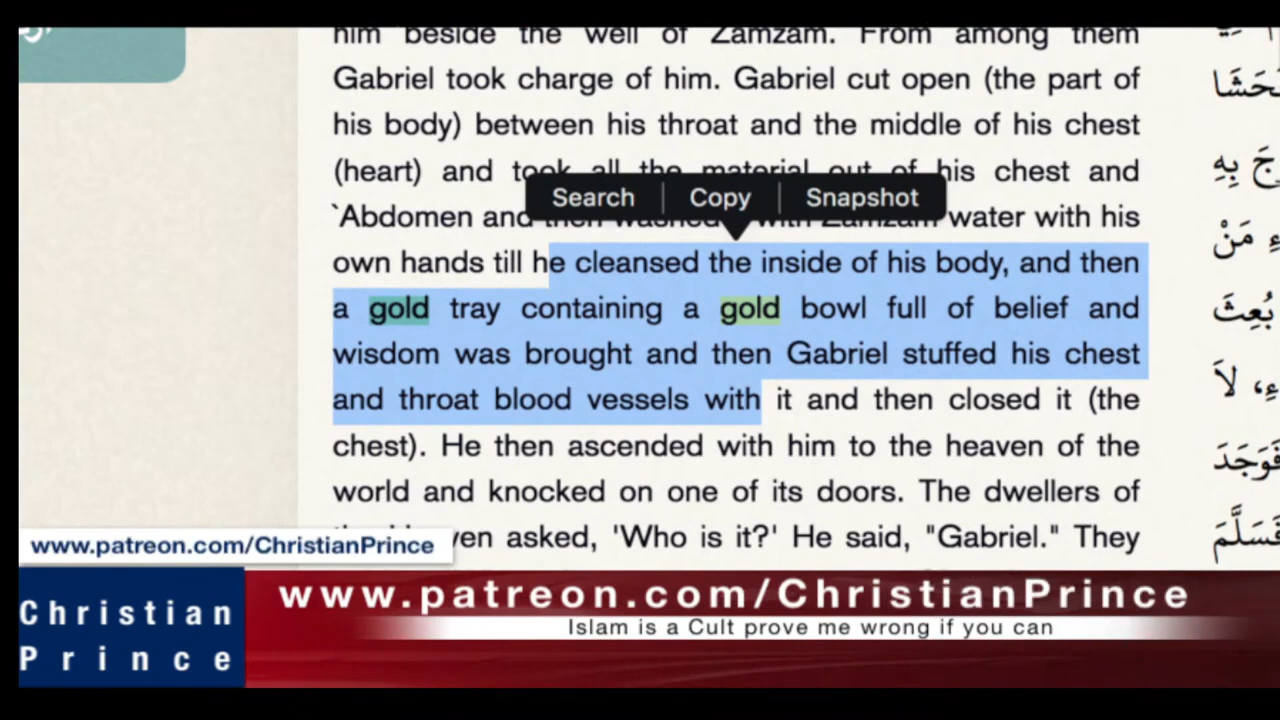 him beside the well of Zamzam. From among them
Gabriel took charge of him. Gabriel cut open (the part of
his body) between his throat and the middle of his chest
(heart) and took all the material out of his chest and
Search Copy Snapshot
`Abdomen and then washed with Zamzam water with his
own hands till he cleansed the inside of his body, and then
a gold tray containing a gold bowl full of belief and
wisdom was brought and then Gabriel stuffed his chest
and throat blood vessels with it and then closed it (the
chest). He then ascended with him to the heaven of the
world and knocked on one of its doors. The dwellers of
asked, 'Who is it?' He said, "Gabriel." They
بِهِ
مَنْ
بُعِثَ
لاَ
فَوَجَدَ
فَسَلَّمَ
www.patreon.com/ChristianPrince
www.patreon.com/ChristianPrince
Islam is a Cult prove me wrong if you can
Christian
Prince